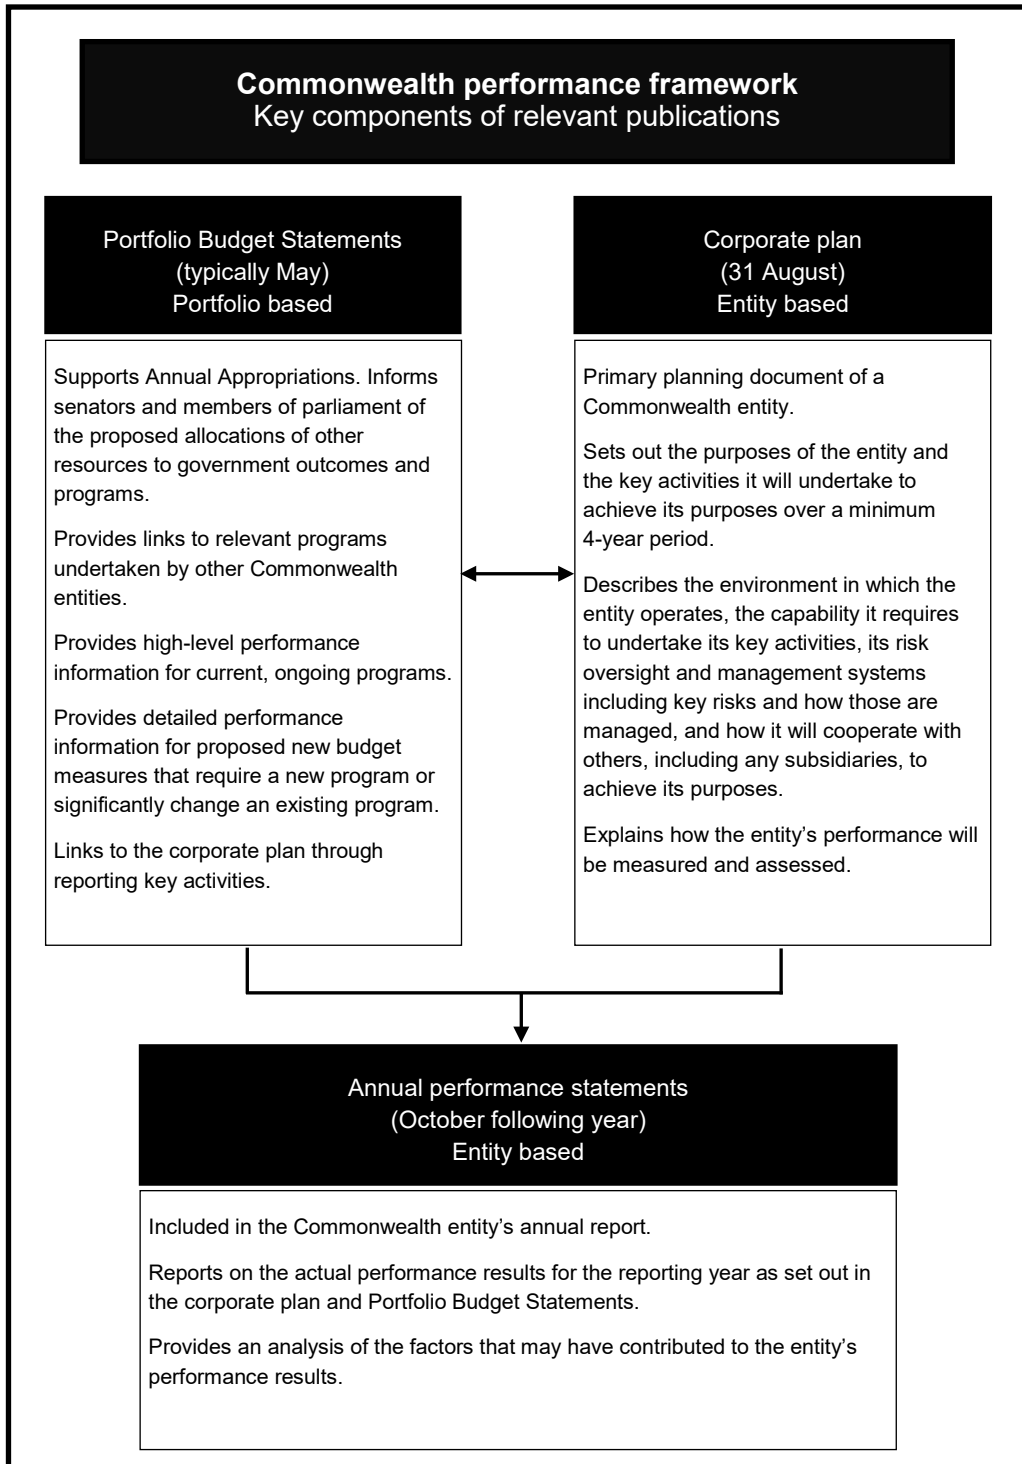 Commonwealth performance framework
Key components of relevant publications
Portfolio Budget Statements
(typically May)
Portfolio based
Supports Annual Appropriations. Informs
senators and members of parliament of
the proposed allocations of other
resources to government outcomes and
programs.
Provides links to relevant programs
undertaken by other Commonwealth
entities.
Provides high-level performance
information for current, ongoing programs.
Provides detailed performance
information for proposed new budget
measures that require a new program or
significantly change an existing program.
Links to the corporate plan through
reporting key activities.
Corporate plan
(31 August)
Entity based
Primary planning document of a
Commonwealth entity.
Sets out the purposes of the entity and
the key activities it will undertake to
achieve its purposes over a minimum
4-year period.
Describes the environment in which the
entity operates, the capability it requires
to undertake its key activities, its risk
oversight and management systems
including key risks and how those are
managed, and how it will cooperate with
others, including any subsidiaries, to
achieve its purposes.
Explains how the entity’s performance will
be measured and assessed.
Annual performance statements
(October following year)
Entity based
Included in the Commonwealth entity’s annual report.
Reports on the actual performance results for the reporting year as set out in
the corporate plan and Portfolio Budget Statements.
Provides an analysis of the factors that may have contributed to the entity’s
performance results.